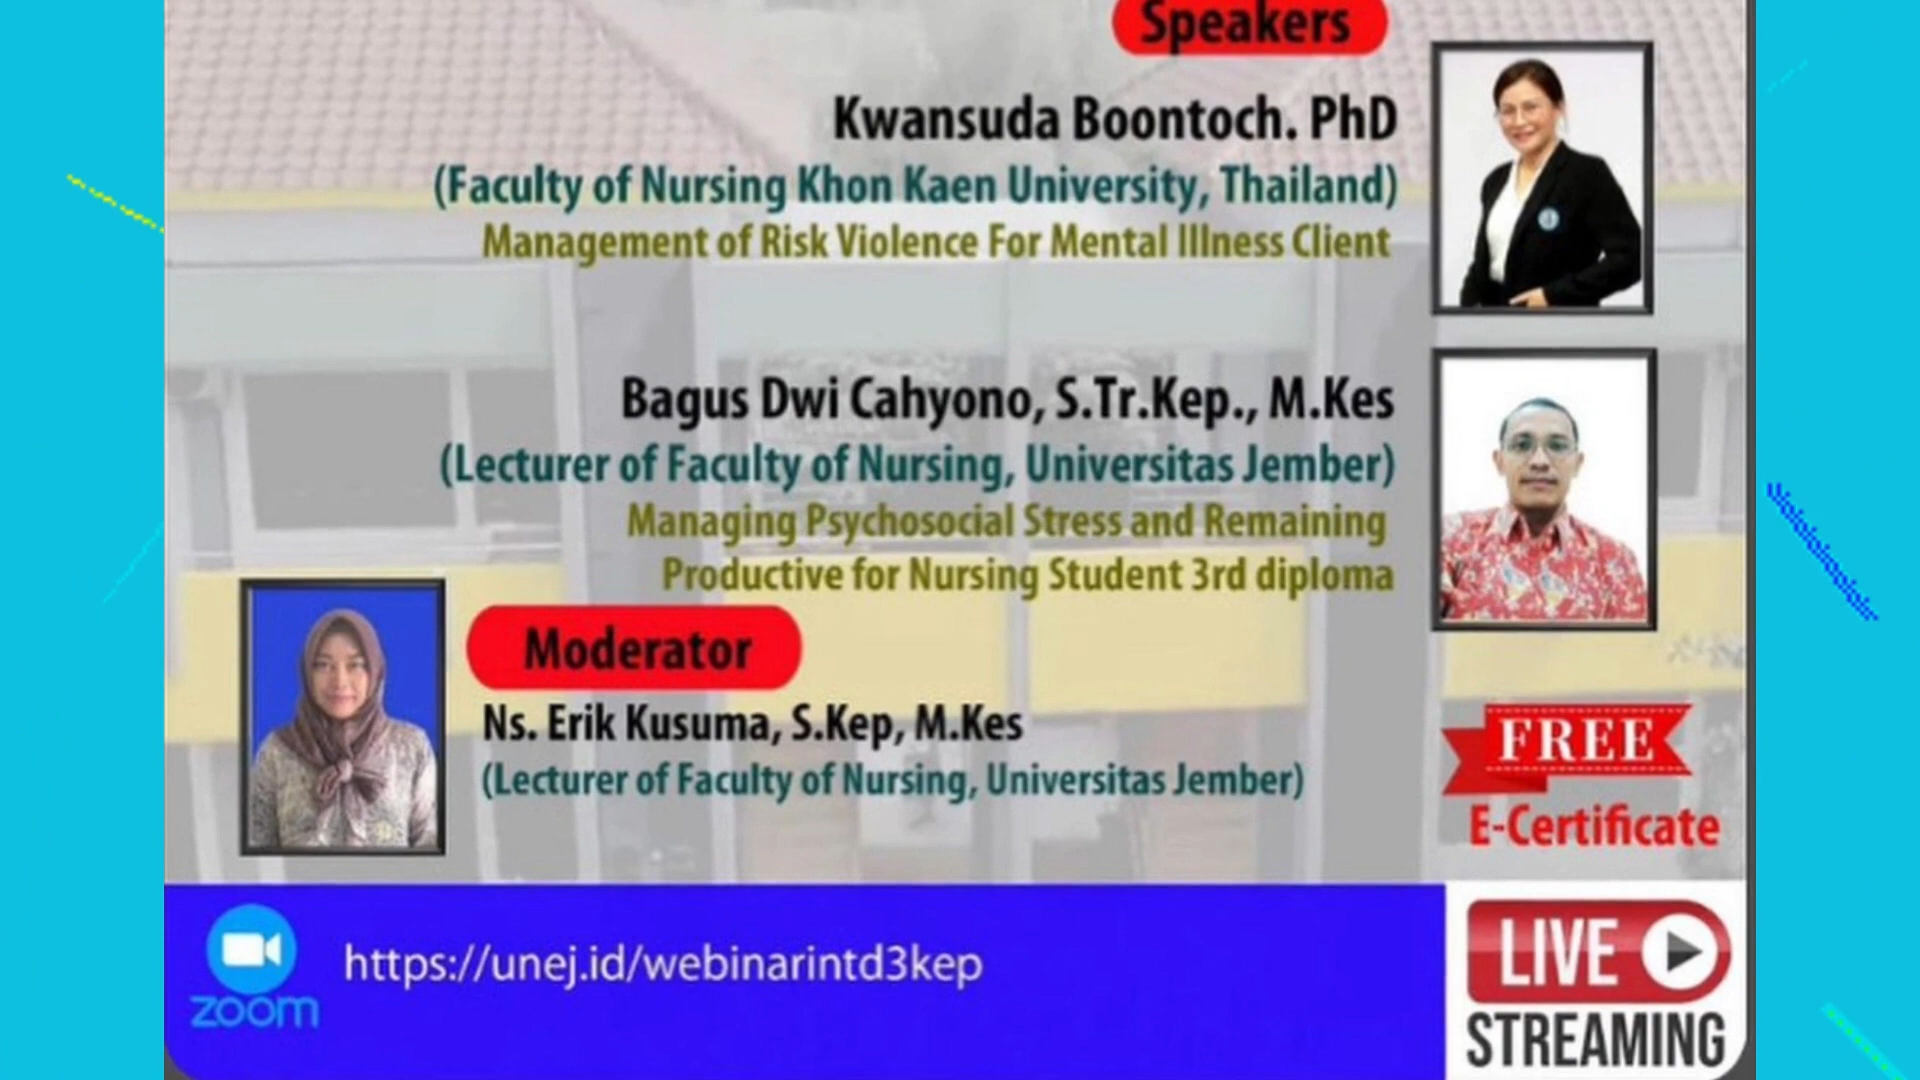 Speakers
Kwansuda Boontoch. PhD
(Faculty of Nursing Khon Kaen University, Thailand)
Management of Risk Violence For Mental Illness Client
Bagus Dwi Cahyono, S.Tr.Kep., M.Kes
(Lecturer of Faculty of Nursing, Universitas Jember)
Managing Psychosocial Stress and Remaining
Productive for Nursing Student 3rd diploma
Moderator
Ns. Erik Kusuma, S.Kep, M.Kes
(Lecturer of Faculty of Nursing, Universitas Jember)
FREE
E-Certificate
zoom
https://unej.id/webinarintd3kep
LIVE
STREAMING